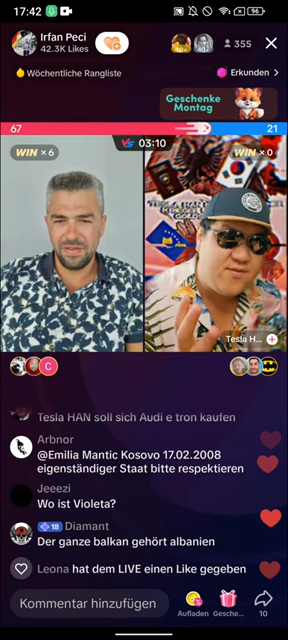 17:42
96
Irfan Peci
42.3K Likes
355
Wöchentliche Rangliste
Erkunden
Geschenke
Montag
67
21
WIN × 6
VS 03:10
WIN × 0
TESLA
Tesla H...
Tesla HAN soll sich Audi e tron kaufen
Arbnor
@Emilia Mantic Kosovo 17.02.2008
eigenständiger Staat bitte respektieren
Jeeezi
Wo ist Violeta?
18 Diamant
Der ganze balkan gehört albanien
Leona hat dem LIVE einen Like gegeben
Kommentar hinzufügen
Aufladen
Gesche...
10